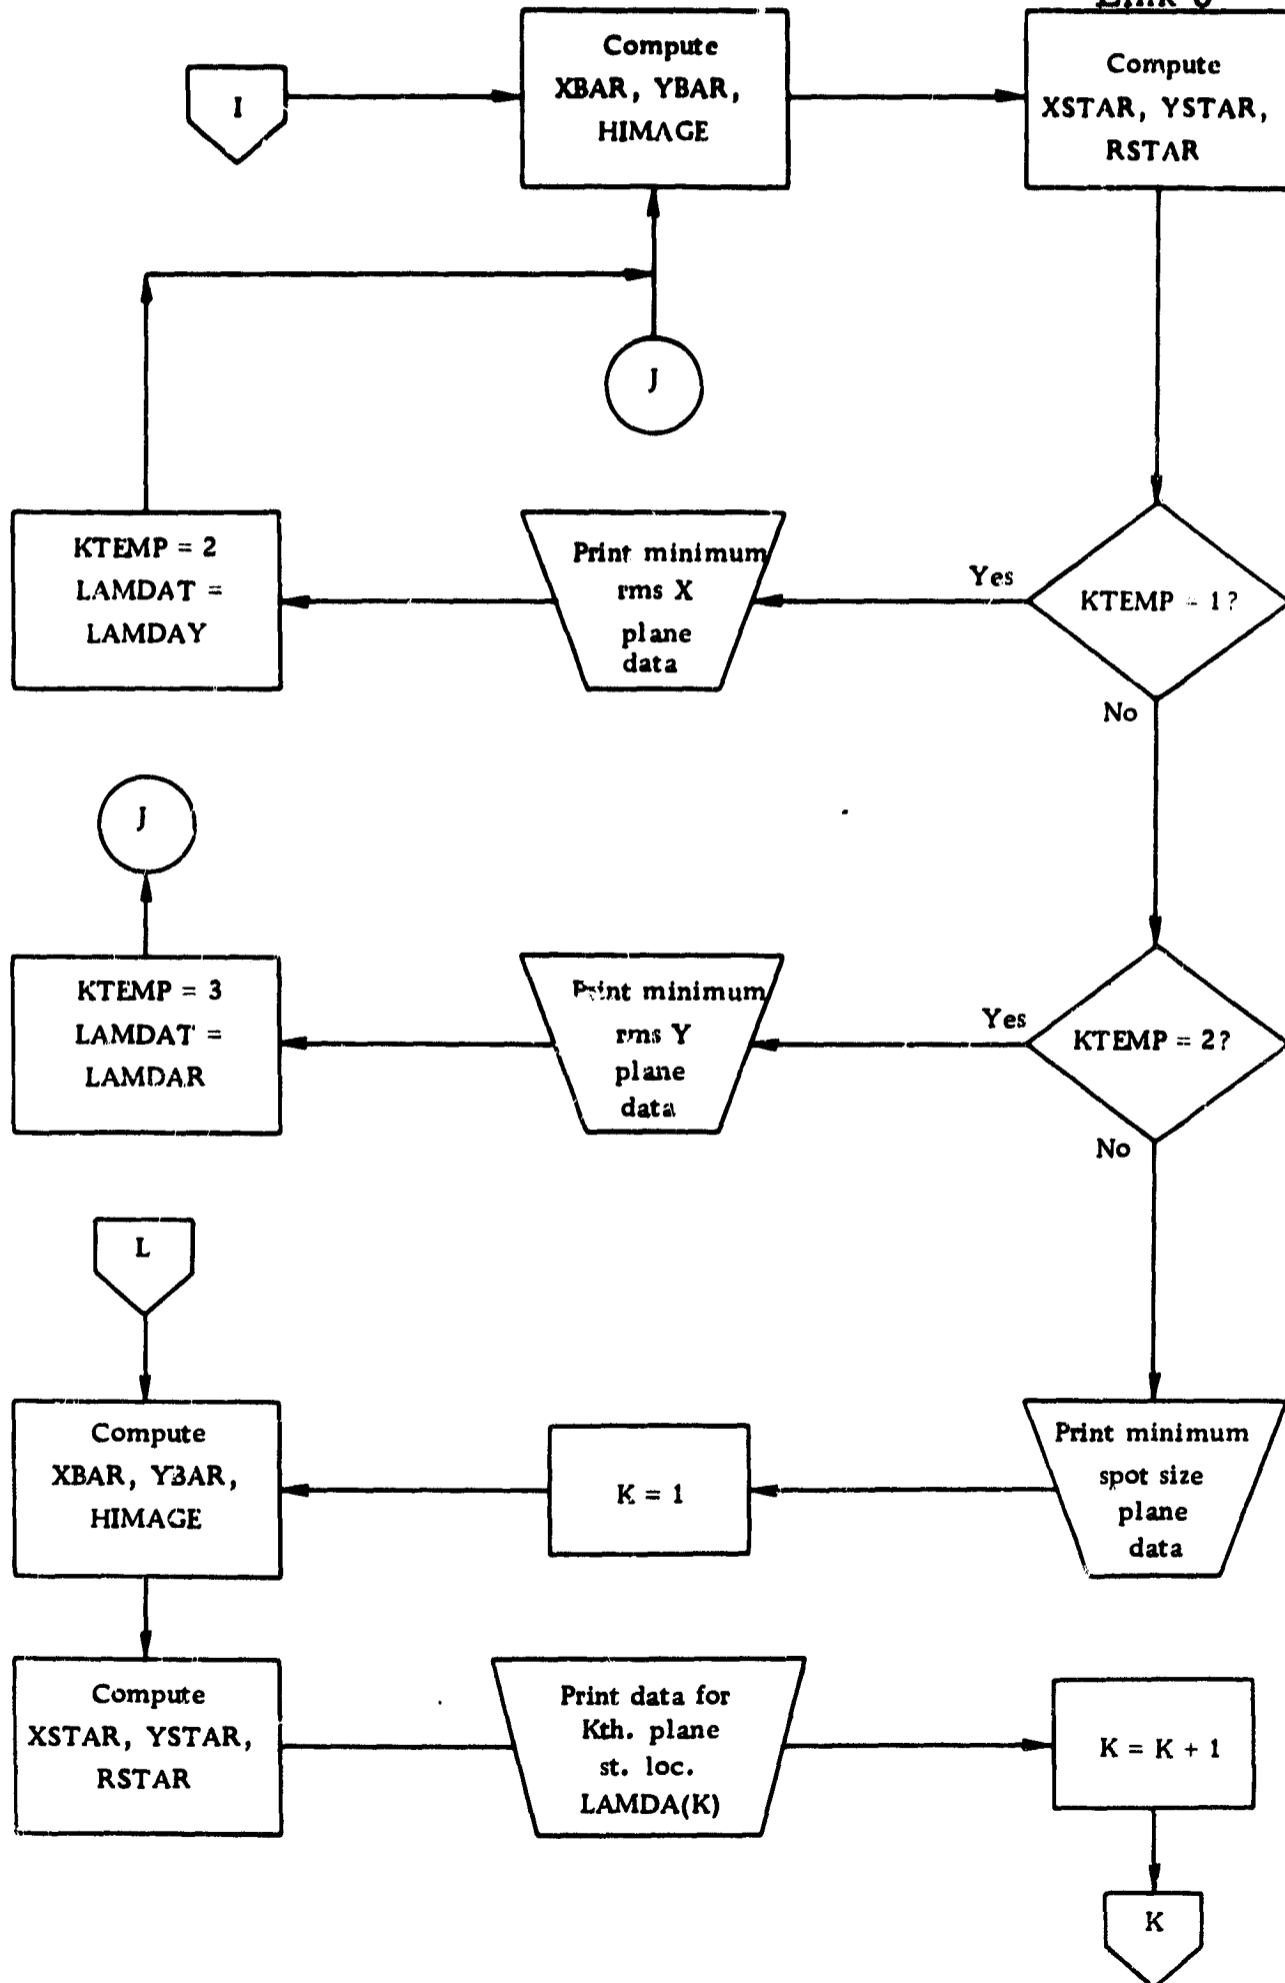 I
Compute
XBAR, YBAR,
HIMAGE
Compute
XSTAR, YSTAR,
RSTAR
J
KTEMP = 2
LAMDAT =
LAMDAY
Print minimum
rms X
plane
data
Yes
KTEMP = 1?
No
J
KTEMP = 3
LAMDAT =
LAMDAR
Print minimum
rms Y
plane
data
Yes
KTEMP = 2?
No
L
Compute
XBAR, YBAR,
HIMAGE
K = 1
Print minimum
spot size
plane
data
Compute
XSTAR, YSTAR,
RSTAR
Print data for
Kth. plane
st. loc.
LAMDA(K)
K = K + 1
K